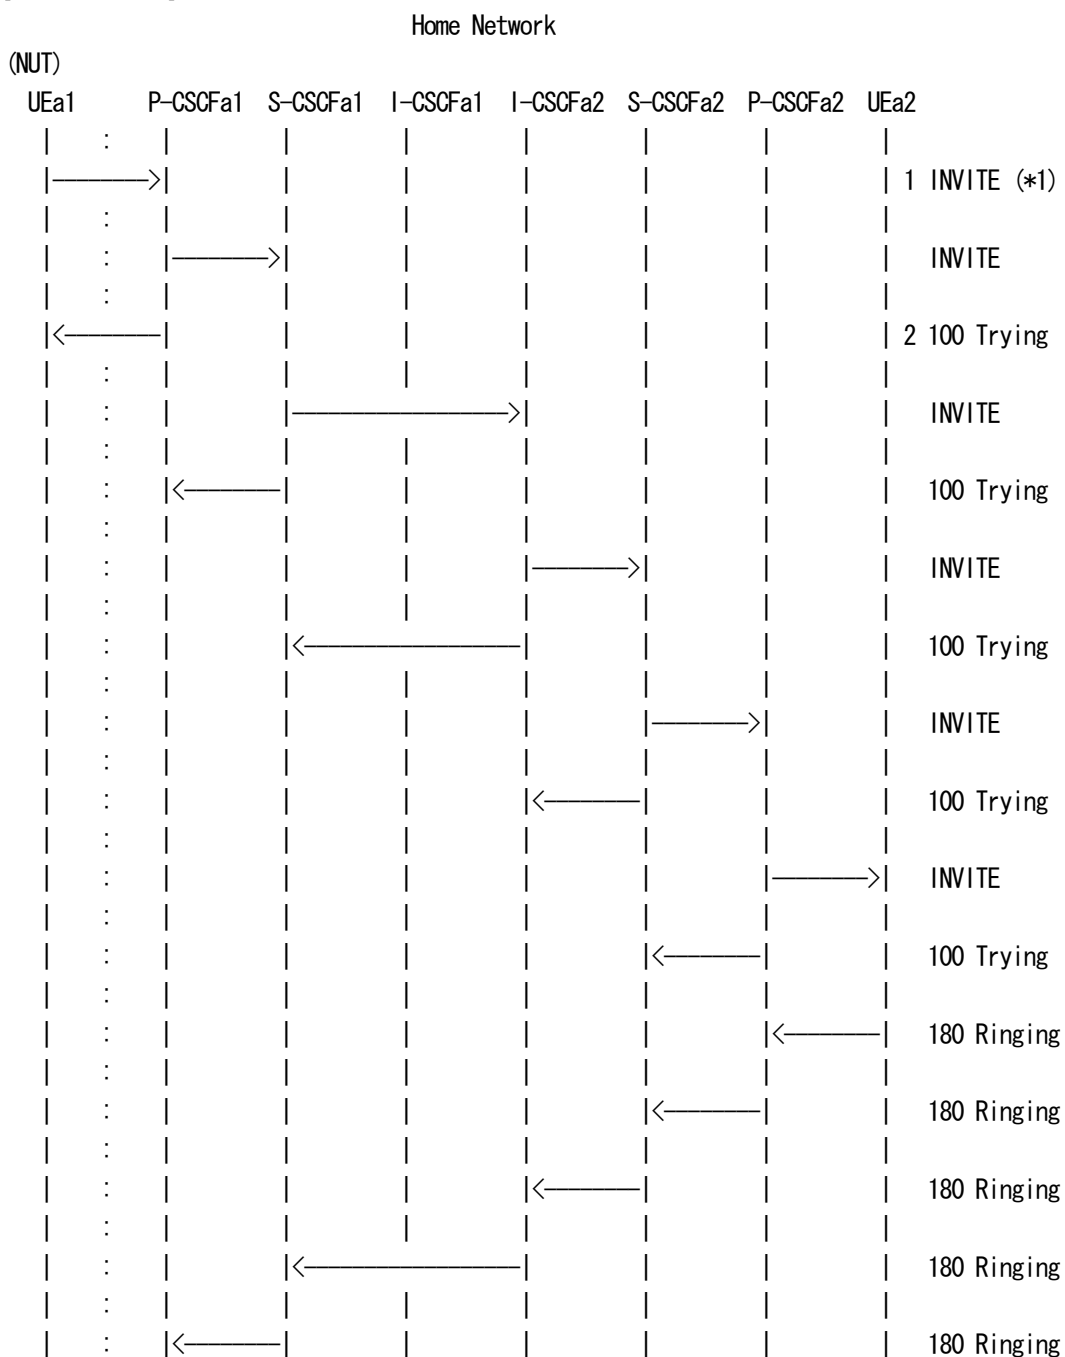 Home Network
(NUT)
UEa1 P-CSCFa1 S-CSCFa1 I-CSCFa1 I-CSCFa2 S-CSCFa2 P-CSCFa2 UEa2
1 INVITE (*1)
INVITE
2 100 Trying
INVITE
100 Trying
INVITE
100 Trying
INVITE
100 Trying
INVITE
100 Trying
180 Ringing
180 Ringing
180 Ringing
180 Ringing
180 Ringing